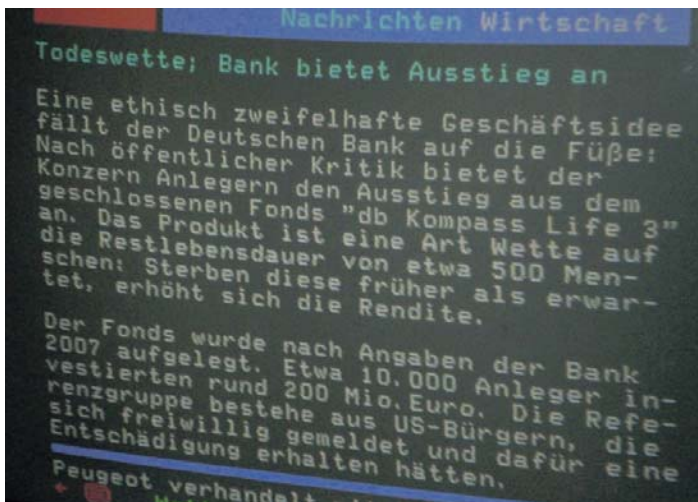 Nachrichten Wirtschaft
Todeswette; Bank bietet Ausstieg an
Eine ethisch zweifelhafte Geschäftsidee
fällt der Deutschen Bank auf die Füße:
Nach öffentlicher Kritik bietet der
Konzern Anlegern den Ausstieg aus dem
geschlossenen Fonds "db Kompass Life 3"
an. Das Produkt ist eine Art Wette auf
die Restlebensdauer von etwa 500 Men-
schen: Sterben diese früher als erwar-
tet, erhöht sich die Rendite.
Der Fonds wurde nach Angaben der Bank
2007 aufgelegt. Etwa 10.000 Anleger in-
vestierten rund 200 Mio.Euro. Die Refe-
renzgruppe bestehe aus US-Bürgern, die
sich freiwillig gemeldet und dafür eine
Entschädigung erhalten hätten.
Peugeot verhandelt